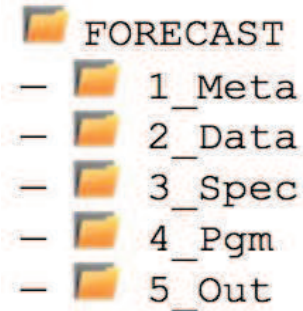 FORECAST
– 1_Meta
– 2_Data
– 3_Spec
– 4_Pgm
– 5_Out